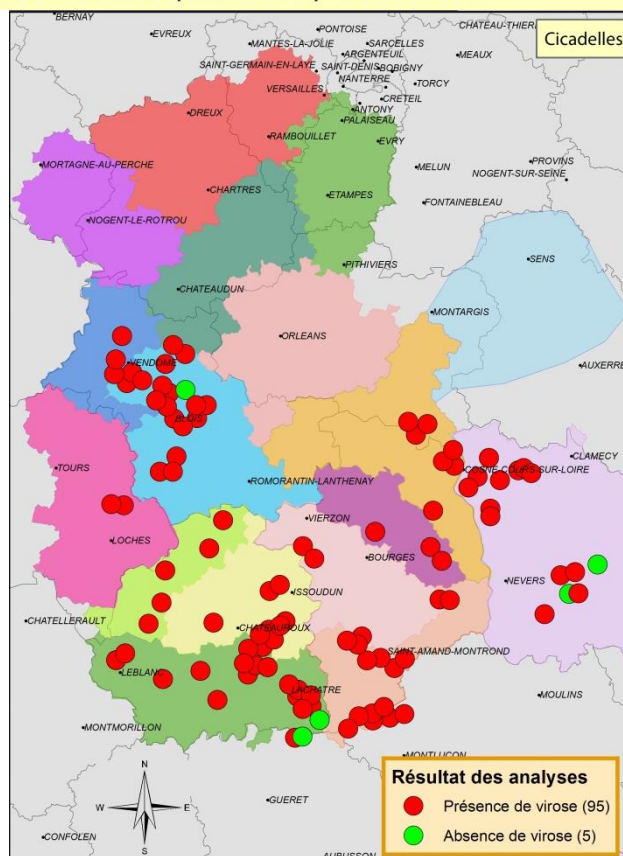 Cicadelles
BERNAY
EVREUX
PONTOISE
CHATEAU-THIER
MANTES-LA-JOLIE
SARCELLES
ARGENTEUIL
MEAUX
SAINT-GERMAIN-EN-LAYE
SAINT-DENIS
BOBIGNY
NANTERRE
TORCY
VERSAILLES
CRETEIL
ANTONY
DREUX
PALAISEAU
RAMBOUILLET
EVRY
MORTAGNE-AU-PERCHE
MELUN
PROVINS
NOGENT-SUR-SEINE
CHARTRES
ETAMPES
FONTAINEBLEAU
NOGENT-LE-ROTROU
PITHIVIERS
SENS
CHATEAUDUN
MONTARGIS
ORLEANS
VENDOME
AUXERRE
BLOIS
CLAMECY
TOURS
COSNE-COURS-SUR-LOIRE
ROMORANTIN-LANTHENAY
VIERZON
LOCHES
BOURGES
NEVERS
ISSOUDUN
CHATELLERAULT
CHATEAUROUX
SAINT-AMAND-MONTROND
LEBLANC
LACHATRE
MOULINS
MONTMORILLON
MONTLUCON
N
W
E
S
GUERET
CONFOLEN
AUBUSSON
Résultat des analyses
Présence de virose (95)
Absence de virose (5)